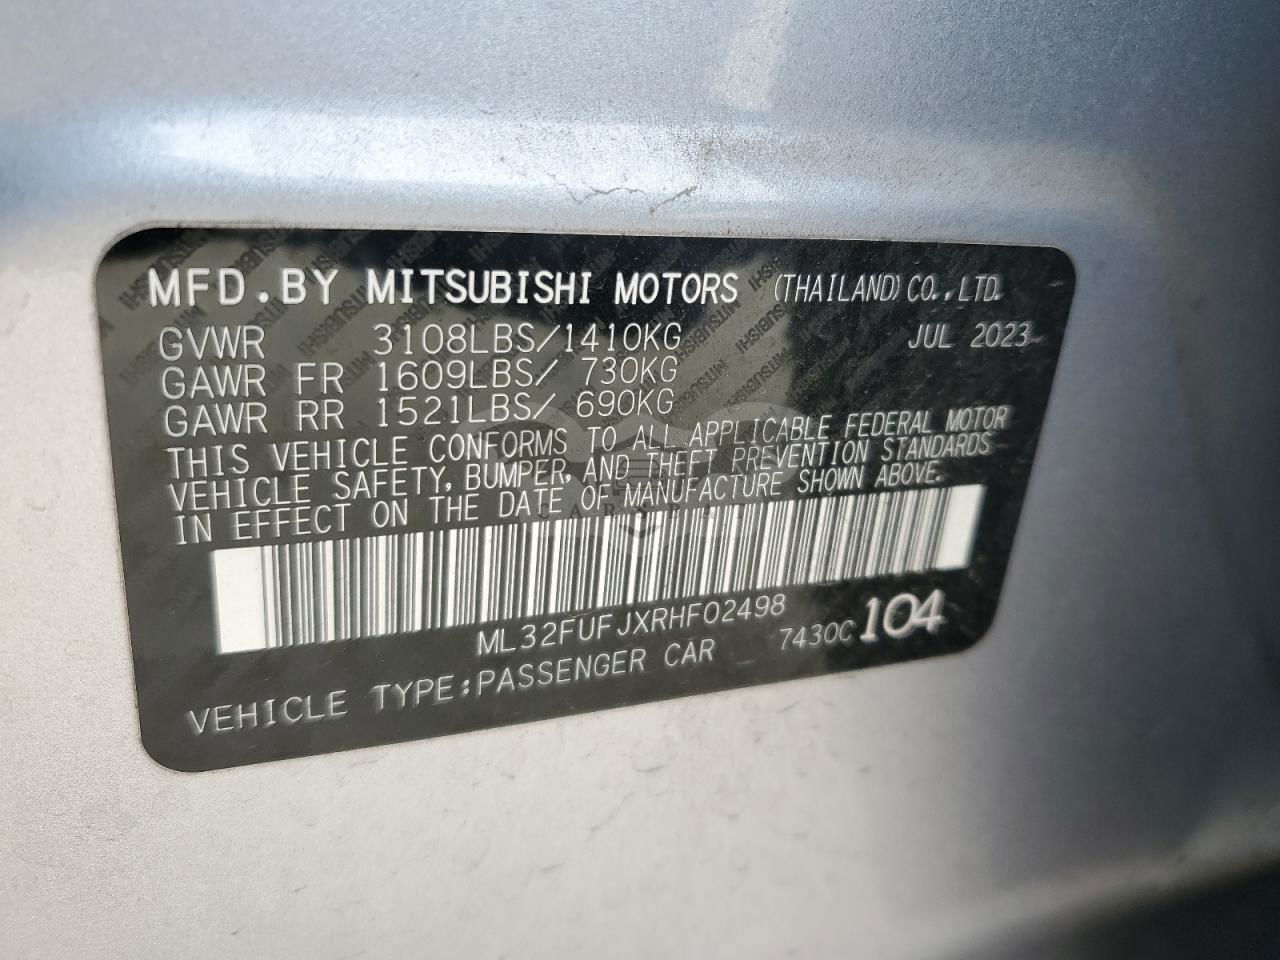 MFD.BY MITSUBISHI MOTORS (THAILAND)CO.,LTD.
GVWR 3108LBS/1410KG JUL 2023
GAWR FR 1609LBS/ 730KG
GAWR RR 1521LBS/ 690KG
THIS VEHICLE CONFORMS TO ALL APPLICABLE FEDERAL MOTOR
VEHICLE SAFETY, BUMPER, AND THEFT PREVENTION STANDARDS
IN EFFECT ON THE DATE OF MANUFACTURE SHOWN ABOVE.
ML32FUFJXRHF02498
VEHICLE TYPE:PASSENGER CAR 7430C 104